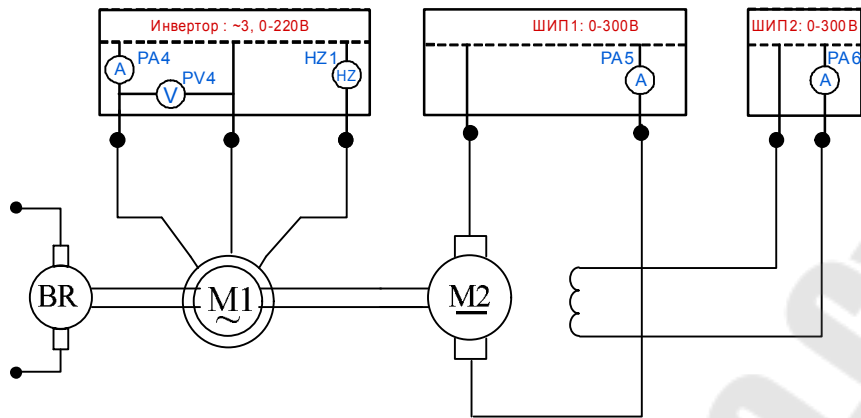 Инвертор : ~3, 0-220В
ШИП1: 0-300В
ШИП2: 0-300В
PA4
HZ1
PA5
PA6
A
PV4
HZ
A
A
V
BR
M1
~
M2